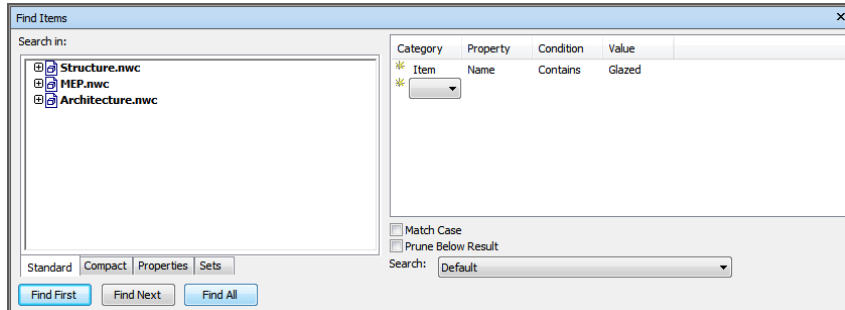 Find Items
Search in:
Structure.nwc
MEP.nwc
Architecture.nwc
Standard Compact Properties Sets
Find First Find Next Find All
Category Property Condition Value
Item Name Contains Glazed
Match Case
Prune Below Result
Search: Default